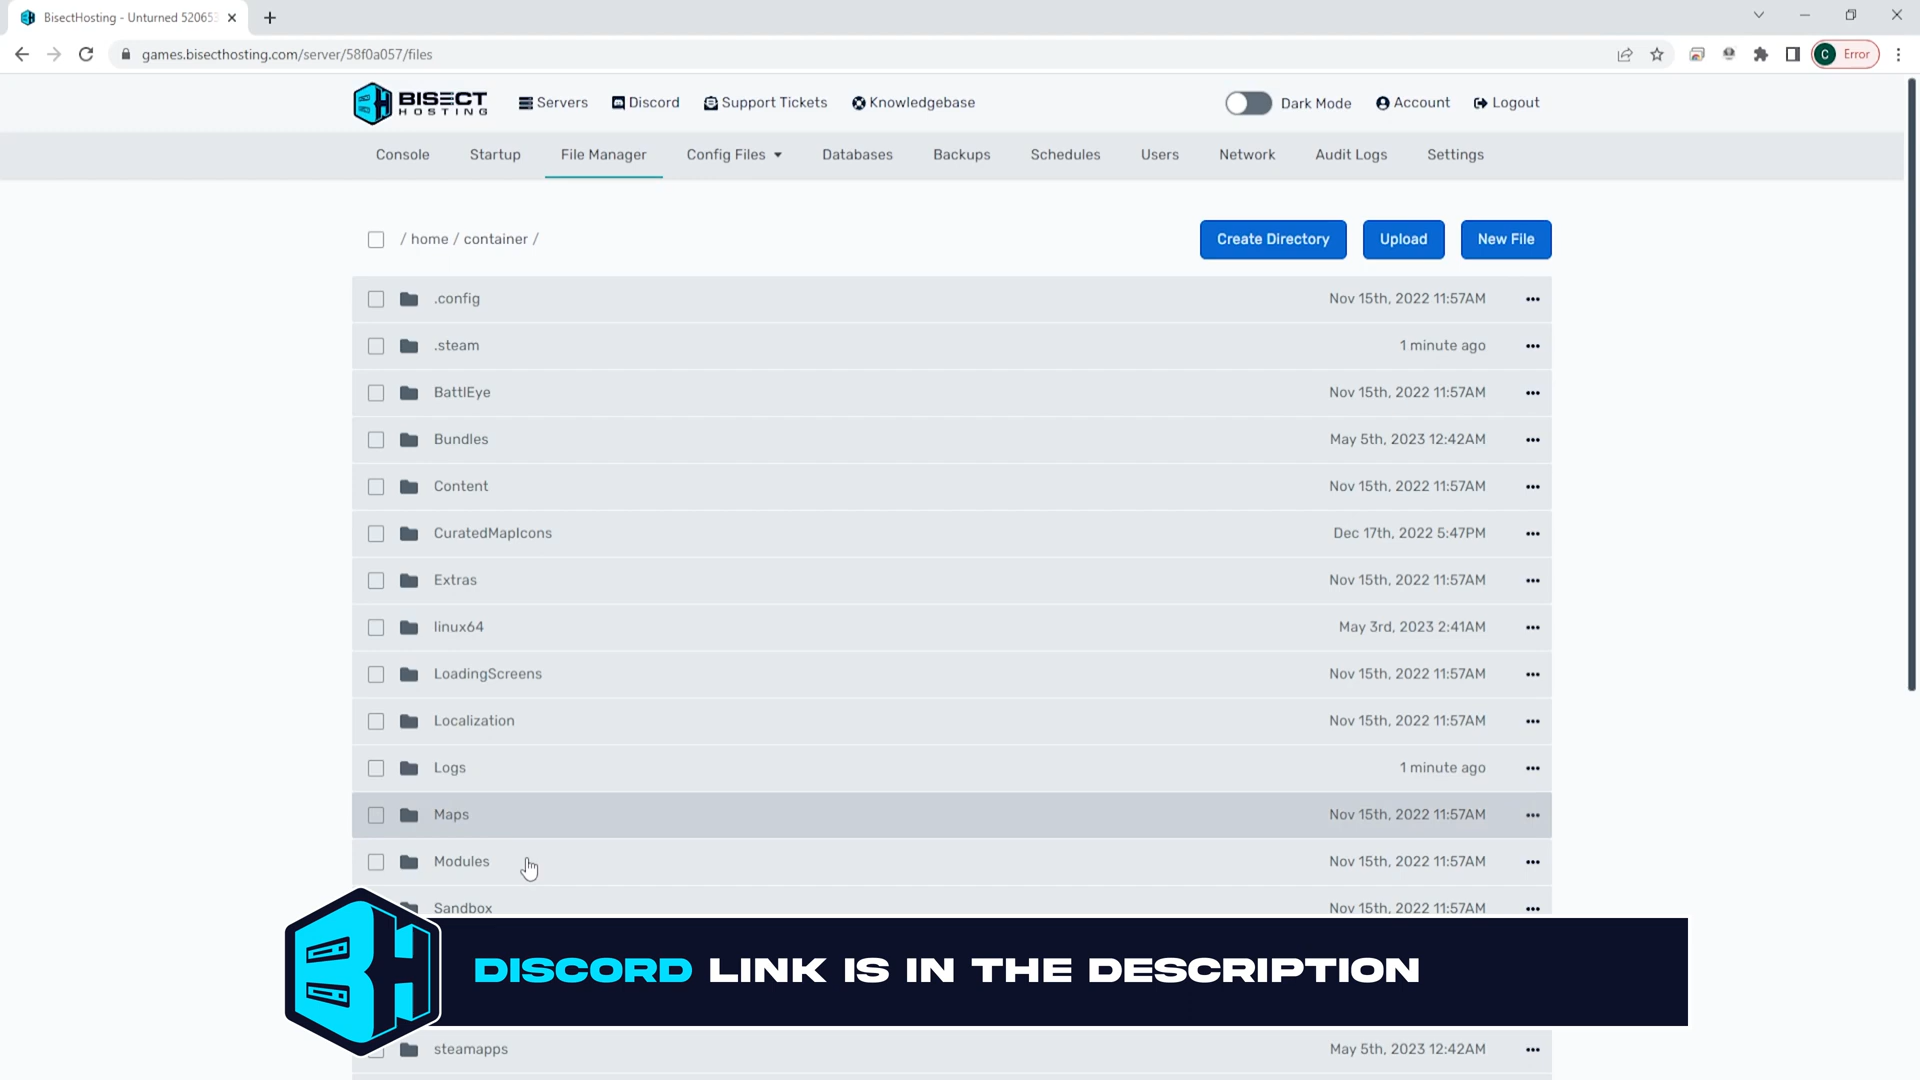 BisectHosting - Unturned 52065
games.bisecthosting.com/server/58f0a057/files
C Error
BISECT
HOSTING
Servers Discord Support Tickets Knowledgebase Dark Mode Account Logout
Console Startup File Manager Config Files Databases Backups Schedules Users Network Audit Logs Settings
/ home / container /
Create Directory Upload New File
.config Nov 15th, 2022 11:57AM
.steam 1 minute ago
BattlEye Nov 15th, 2022 11:57AM
Bundles May 5th, 2023 12:42AM
Content Nov 15th, 2022 11:57AM
CuratedMapIcons Dec 17th, 2022 5:47PM
Extras Nov 15th, 2022 11:57AM
linux64 May 3rd, 2023 2:41AM
LoadingScreens Nov 15th, 2022 11:57AM
Localization Nov 15th, 2022 11:57AM
Logs 1 minute ago
Maps Nov 15th, 2022 11:57AM
Modules Nov 15th, 2022 11:57AM
Sandbox Nov 15th, 2022 11:57AM
DISCORD LINK IS IN THE DESCRIPTION
steamapps May 5th, 2023 12:42AM